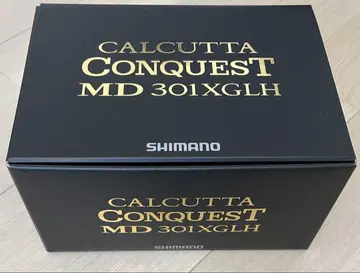 CALCUTTA
CONQUEST
MD 301XGLH
SHIMANO
CALCUTTA
CONQUEST
MD 301XGLH
SHIMANO